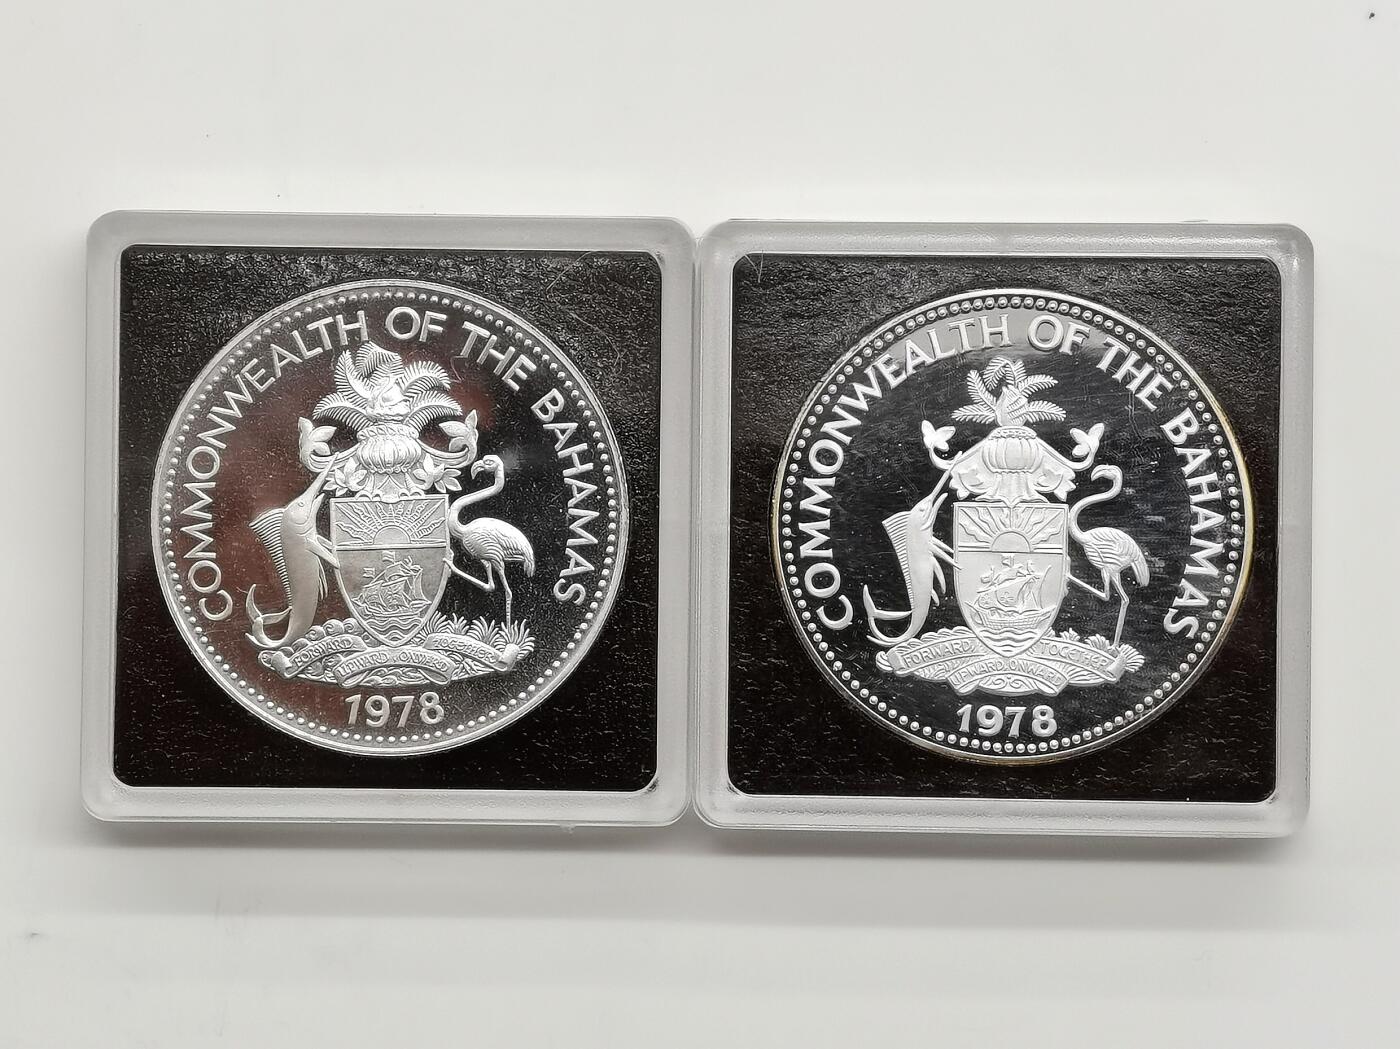 COMMONWEALTH OF THE BAHAMAS
FORWARD
UPWARD, ONWARD
TOGETHER
1978
COMMONWEALTH OF THE BAHAMAS
FORWARD,
UPWARD, ONWARD
TOGETHER
1978